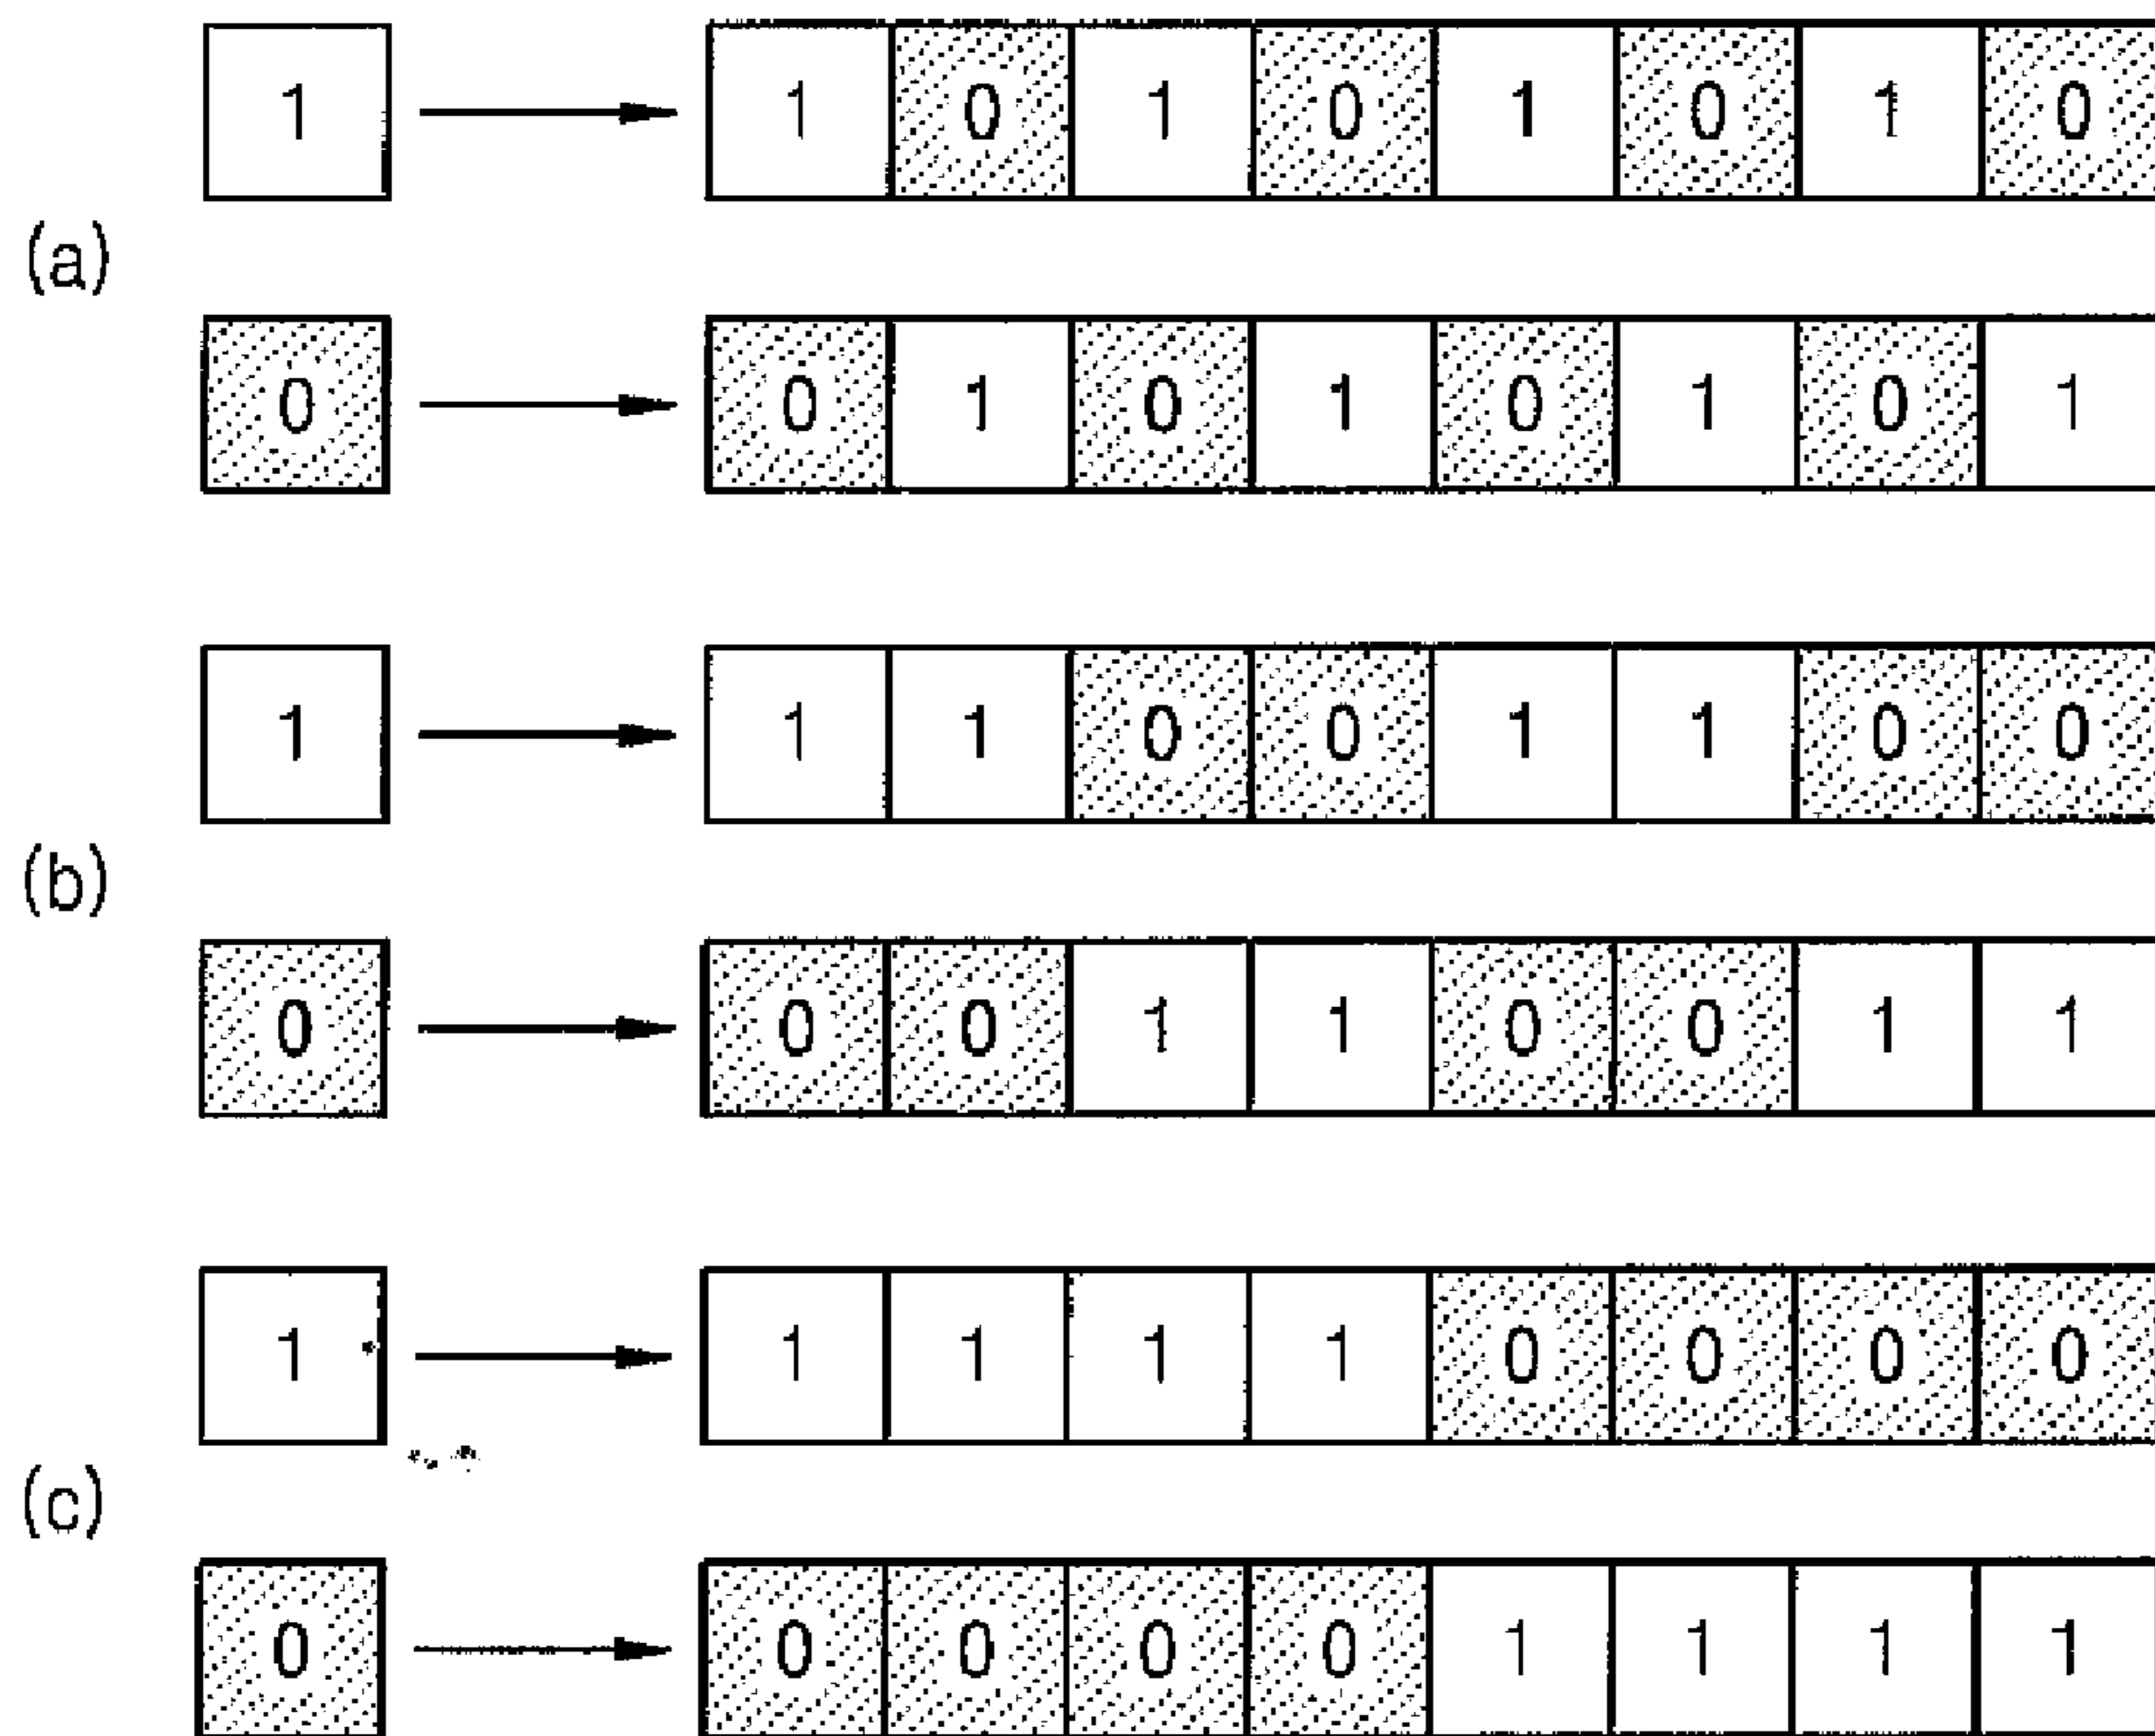 1 1 0 1 0 1 0 1 0
(a)
0 0 1 0 1 0 1 0 1
1 1 1 0 0 1 1 0 0
(b)
0 0 0 1 1 0 0 1 1
1 1 1 1 1 0 0 0 0
(c)
0 0 0 0 0 1 1 1 1